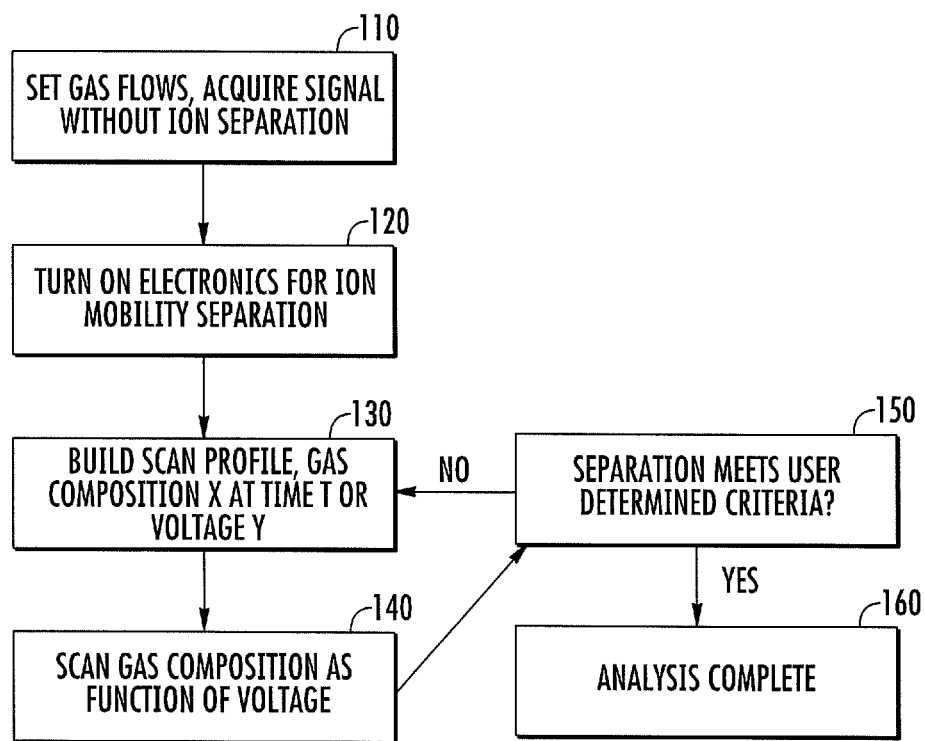 110
SET GAS FLOWS, ACQUIRE SIGNAL
WITHOUT ION SEPARATION
120
TURN ON ELECTRONICS FOR ION
MOBILITY SEPARATION
130
BUILD SCAN PROFILE, GAS
COMPOSITION X AT TIME T OR
VOLTAGE Y
140
SCAN GAS COMPOSITION AS
FUNCTION OF VOLTAGE
150
SEPARATION MEETS USER
DETERMINED CRITERIA?
NO
YES
160
ANALYSIS COMPLETE